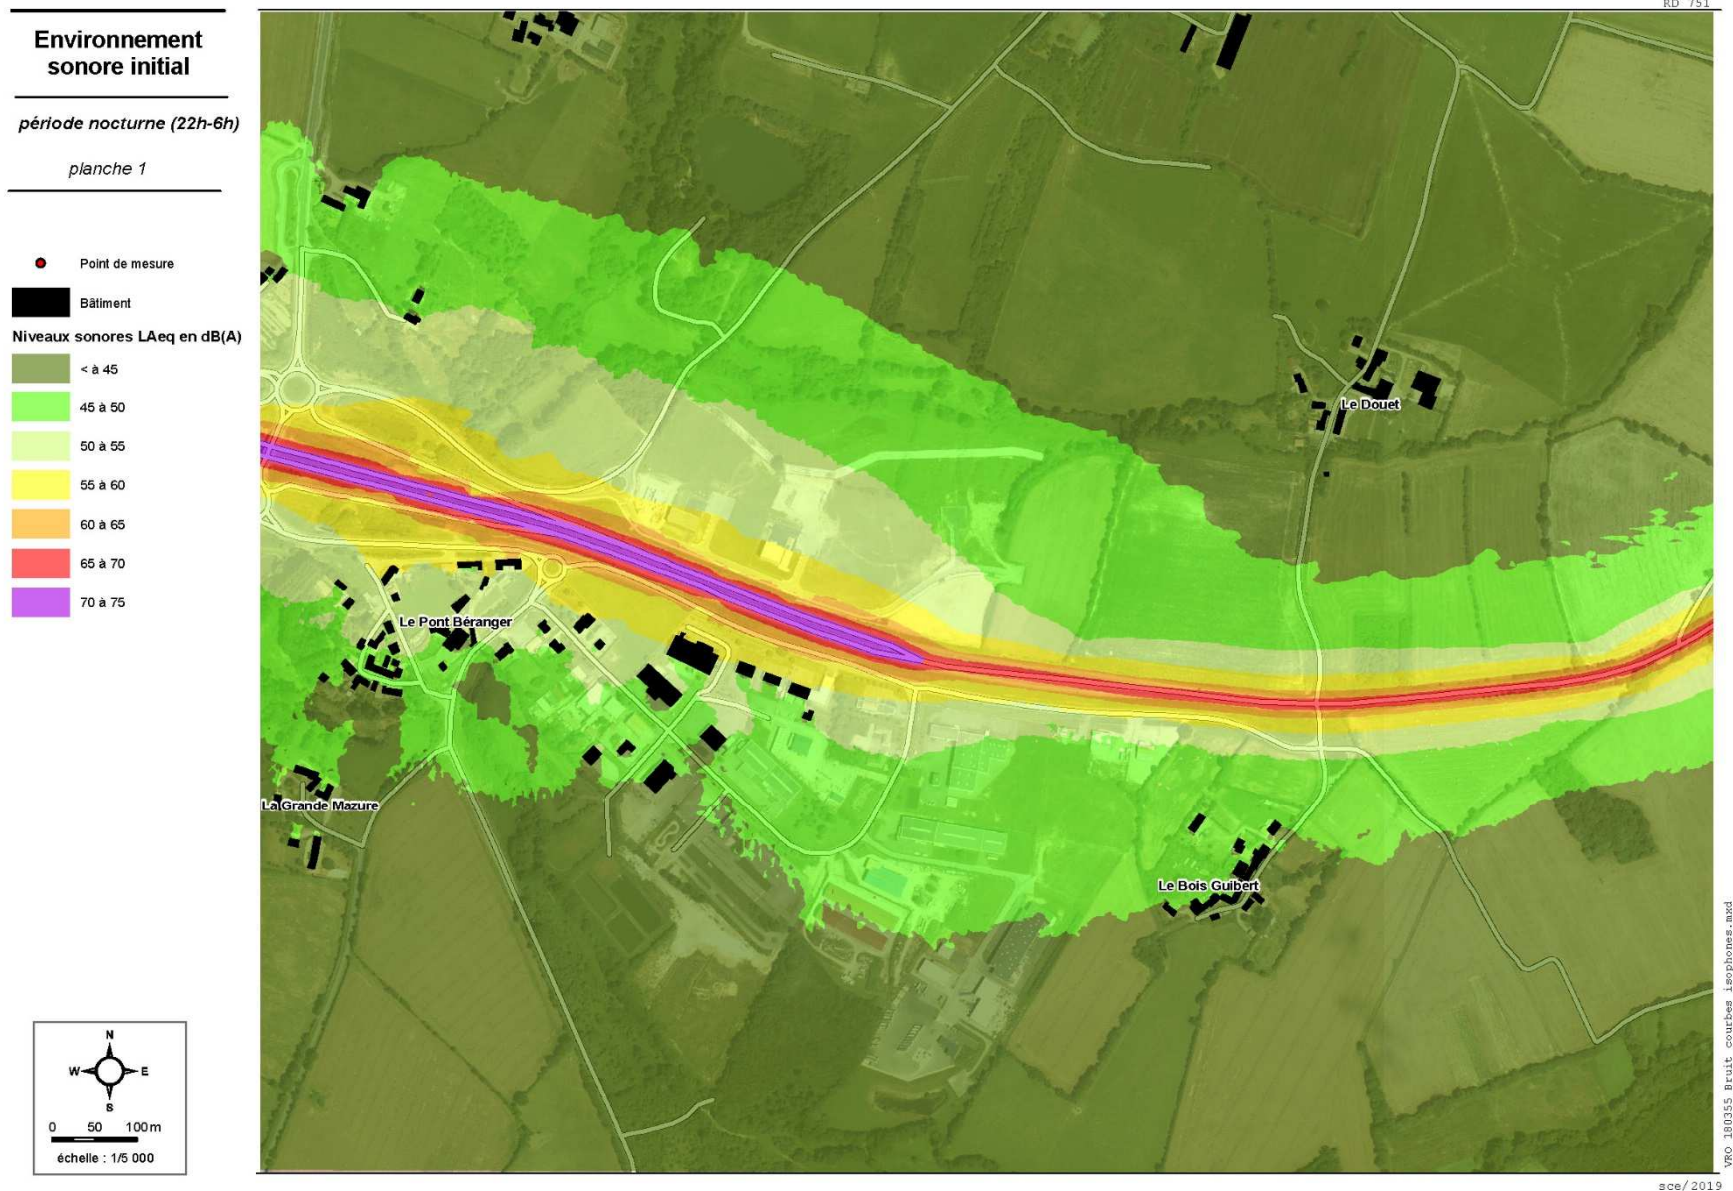 RD 751
Environnement
sonore initial
période nocturne (22h-6h)
planche 1
Point de mesure
Bâtiment
Niveaux sonores LAeq en dB(A)
< à 45
45 à 50
50 à 55
55 à 60
60 à 65
65 à 70
70 à 75
Le Douet
Le Pont Béranger
La Grande Mazure
Le Bois Guibert
N
W E
S
0 50 100 m
échelle : 1/5 000
VRO 180355 Bruit courbes isophones.mxd
sce/2019